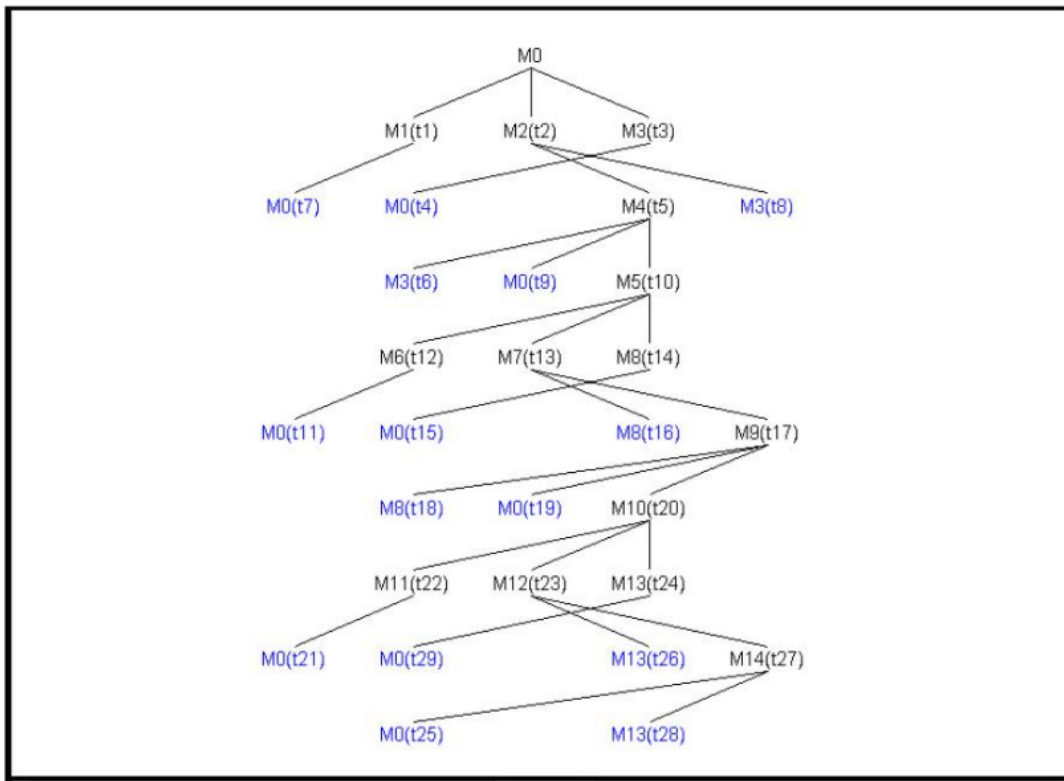 M0
M1(t1) M2(t2) M3(t3)
M0(t7) M0(t4) M4(t5) M3(t8)
M3(t6) M0(t9) M5(t10)
M6(t12) M7(t13) M8(t14)
M0(t11) M0(t15) M8(t16) M9(t17)
M8(t18) M0(t19) M10(t20)
M11(t22) M12(t23) M13(t24)
M0(t21) M0(t29) M13(t26) M14(t27)
M0(t25) M13(t28)